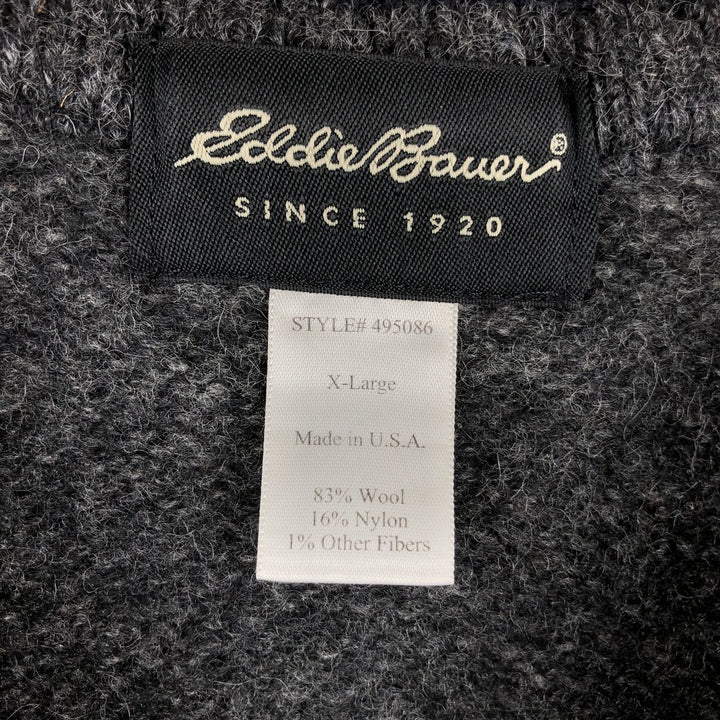 Eddie Bauer®
SINCE 1920
STYLE# 495086
X-Large
Made in U.S.A.
83% Wool
16% Nylon
1% Other Fibers